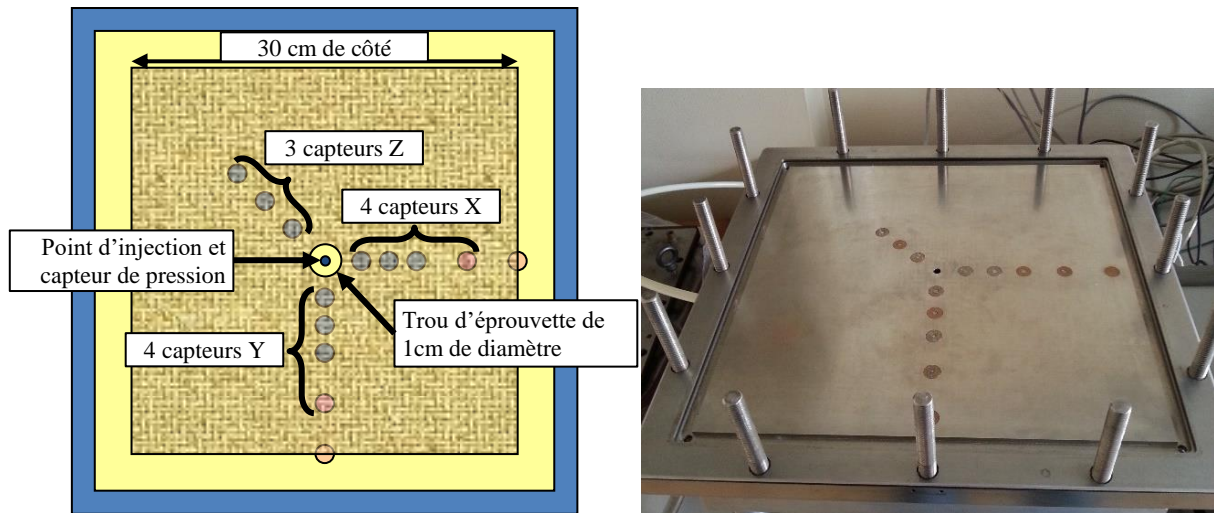 30 cm de côté
3 capteurs Z
4 capteurs X
Point d'injection et
capteur de pression
Trou d'éprouvette de
1cm de diamètre
4 capteurs Y